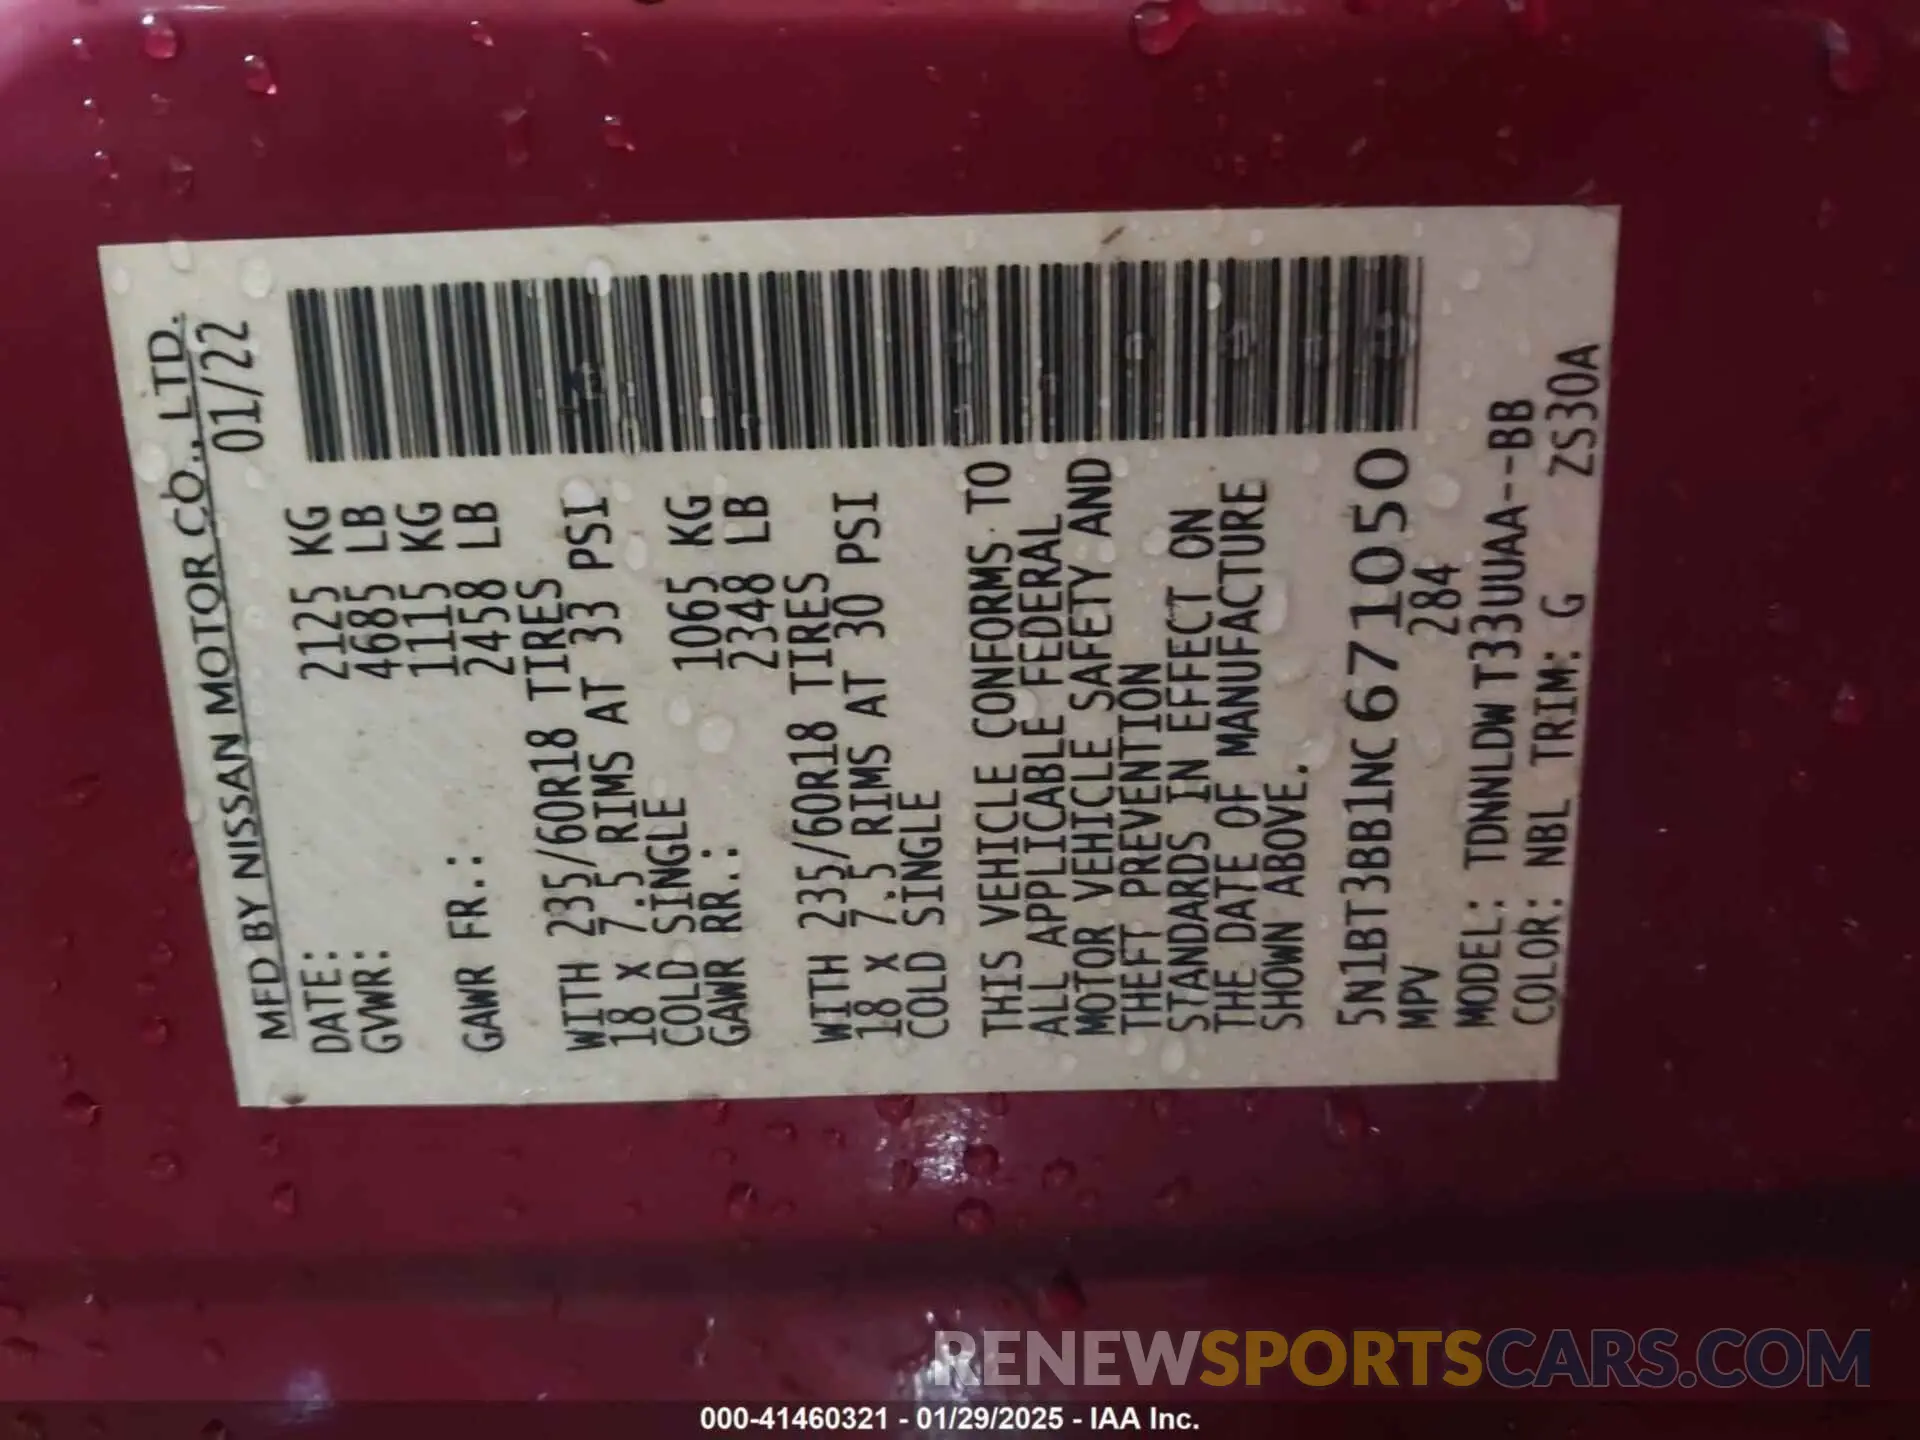 MFD BY NISSAN MOTOR CO., LTD.
DATE: 01/22
GVWR: 2125 KG
4685 LB
GAWR FR.: 1115 KG
2458 LB
WITH 235/60R18 TIRES
18 X 7.5 RIMS AT 33 PSI
COLD SINGLE
GAWR RR.: 1065 KG
2348 LB
WITH 235/60R18 TIRES
18 X 7.5 RIMS AT 30 PSI
COLD SINGLE
THIS VEHICLE CONFORMS TO
ALL APPLICABLE FEDERAL
MOTOR VEHICLE SAFETY AND
THEFT PREVENTION
STANDARDS IN EFFECT ON
THE DATE OF MANUFACTURE
SHOWN ABOVE.
5N1BT3BB1NC671050
MPV 284
MODEL: TDNNLDWT33UUAA--BB
COLOR: NBL TRIM: G ZS30A
RENEWSPORTSCARS.COM
000-41460321 - 01/29/2025 - IAA Inc.